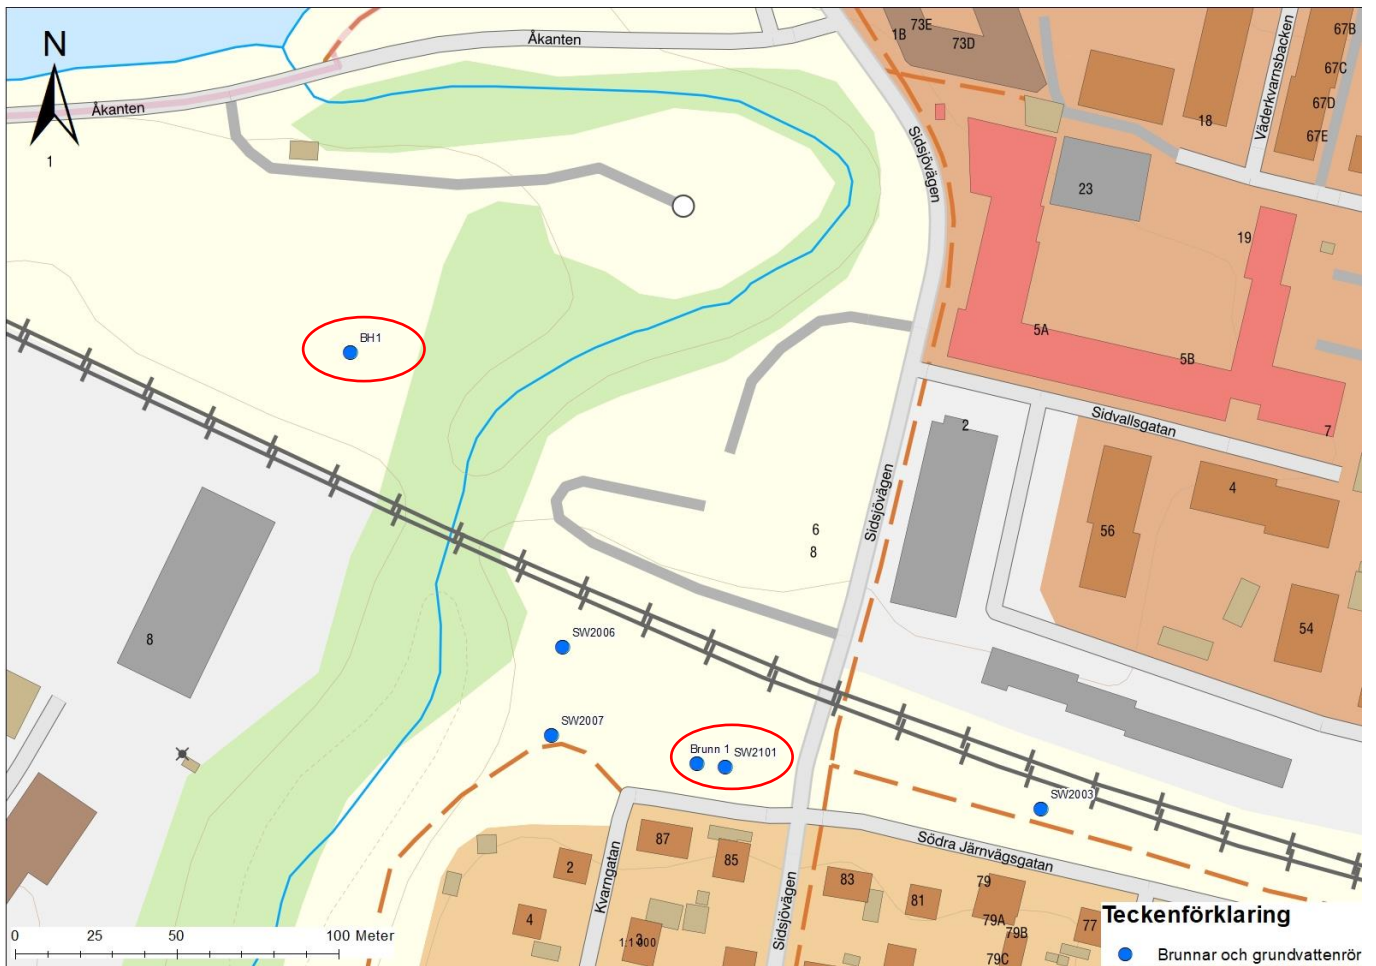 N
1
Åkanten
Åkanten
1B
73E
73D
18
Väderkvarnsbacken
67B
67C
67D
67E
Sidsjövägen
23
19
5A
5B
7
BH1
Sidvallsgatan
2
4
56
54
Sidsjövägen
6
8
8
SW2006
SW2007
Brunn 1
SW2101
SW2003
Södra Järnvägsgatan
87
85
2
4
Kvarngatan
Sidsjövägen
83
81
79
79A
79B
79C
77
0 25 50 100 Meter
Teckenförklaring
Brunnar och grundvattenrör